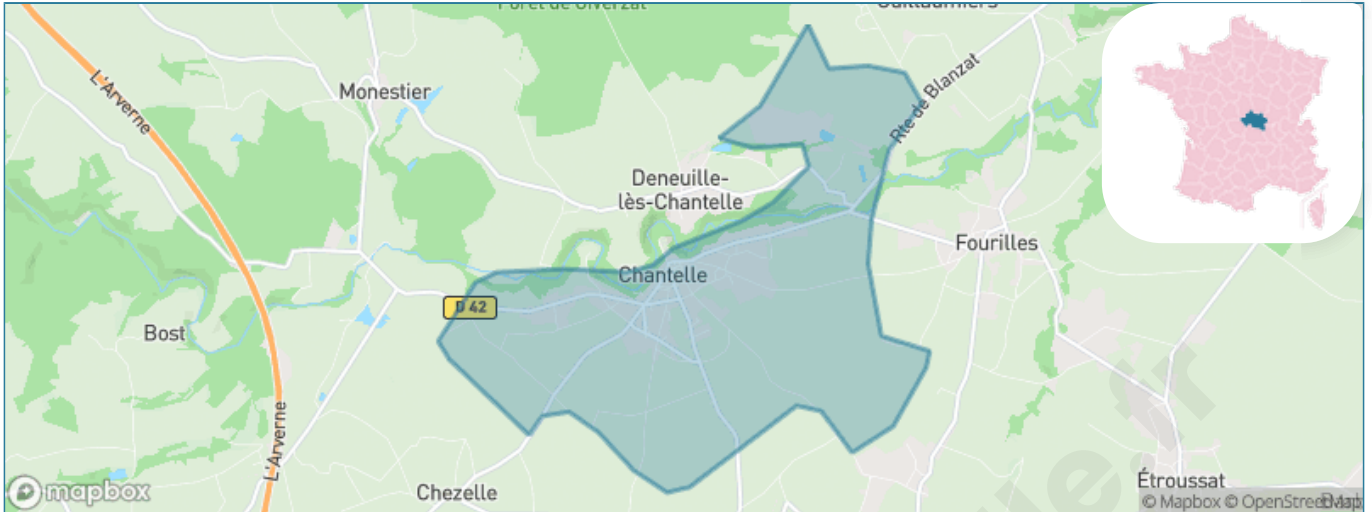 L'Arverne
Monestier
Rte de Blanzat
Deneuille-
lès-Chantelle
Fourilles
Chantelle
D 42
Bost
L'Arverne
Chezelle
Étroussat
mapbox
© Mapbox © OpenStreetMap